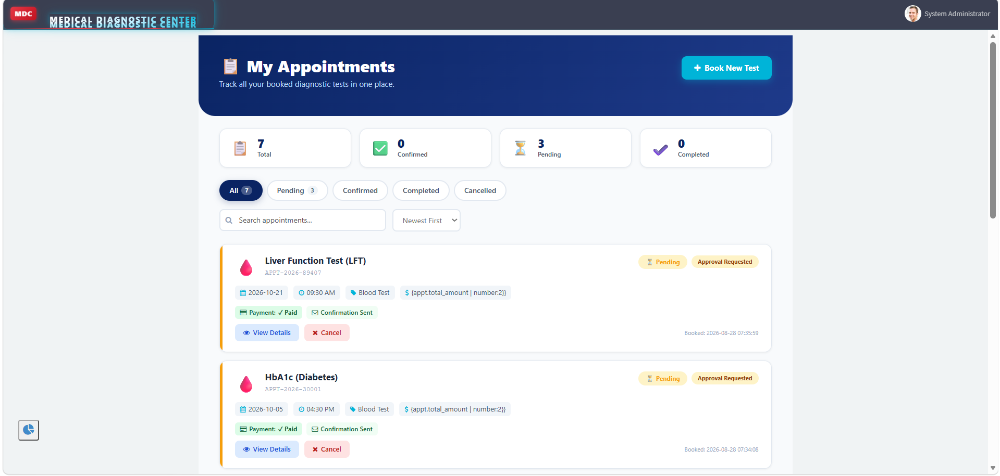 MDC
MEDICAL DIAGNOSTIC CENTER
MEDICAL DIAGNOSTIC CENTER
System Administrator
My Appointments
Track all your booked diagnostic tests in one place.
Book New Test
7
Total
0
Confirmed
3
Pending
0
Completed
All 7
Pending 3
Confirmed
Completed
Cancelled
Search appointments...
Newest First
Liver Function Test (LFT)
Pending
Approval Requested
APPT-2026-89407
2026-10-21
09:30 AM
Blood Test
$ {appt.total_amount | number:2}}
Payment: ✓ Paid
Confirmation Sent
View Details
Cancel
Booked: 2026-08-28 07:35:59
HbA1c (Diabetes)
Pending
Approval Requested
APPT-2026-30001
2026-10-05
04:30 PM
Blood Test
$ {appt.total_amount | number:2}}
Payment: ✓ Paid
Confirmation Sent
View Details
Cancel
Booked: 2026-08-28 07:34:08